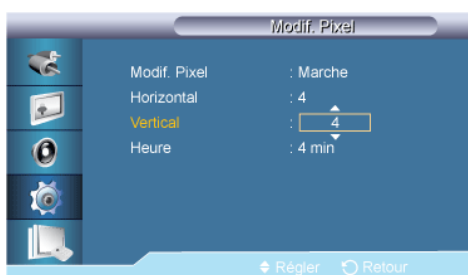 Modif. Pixel
Modif. Pixel : Marche
Horizontal : 4
Vertical : 4
Heure : 4 min
Régler Retour